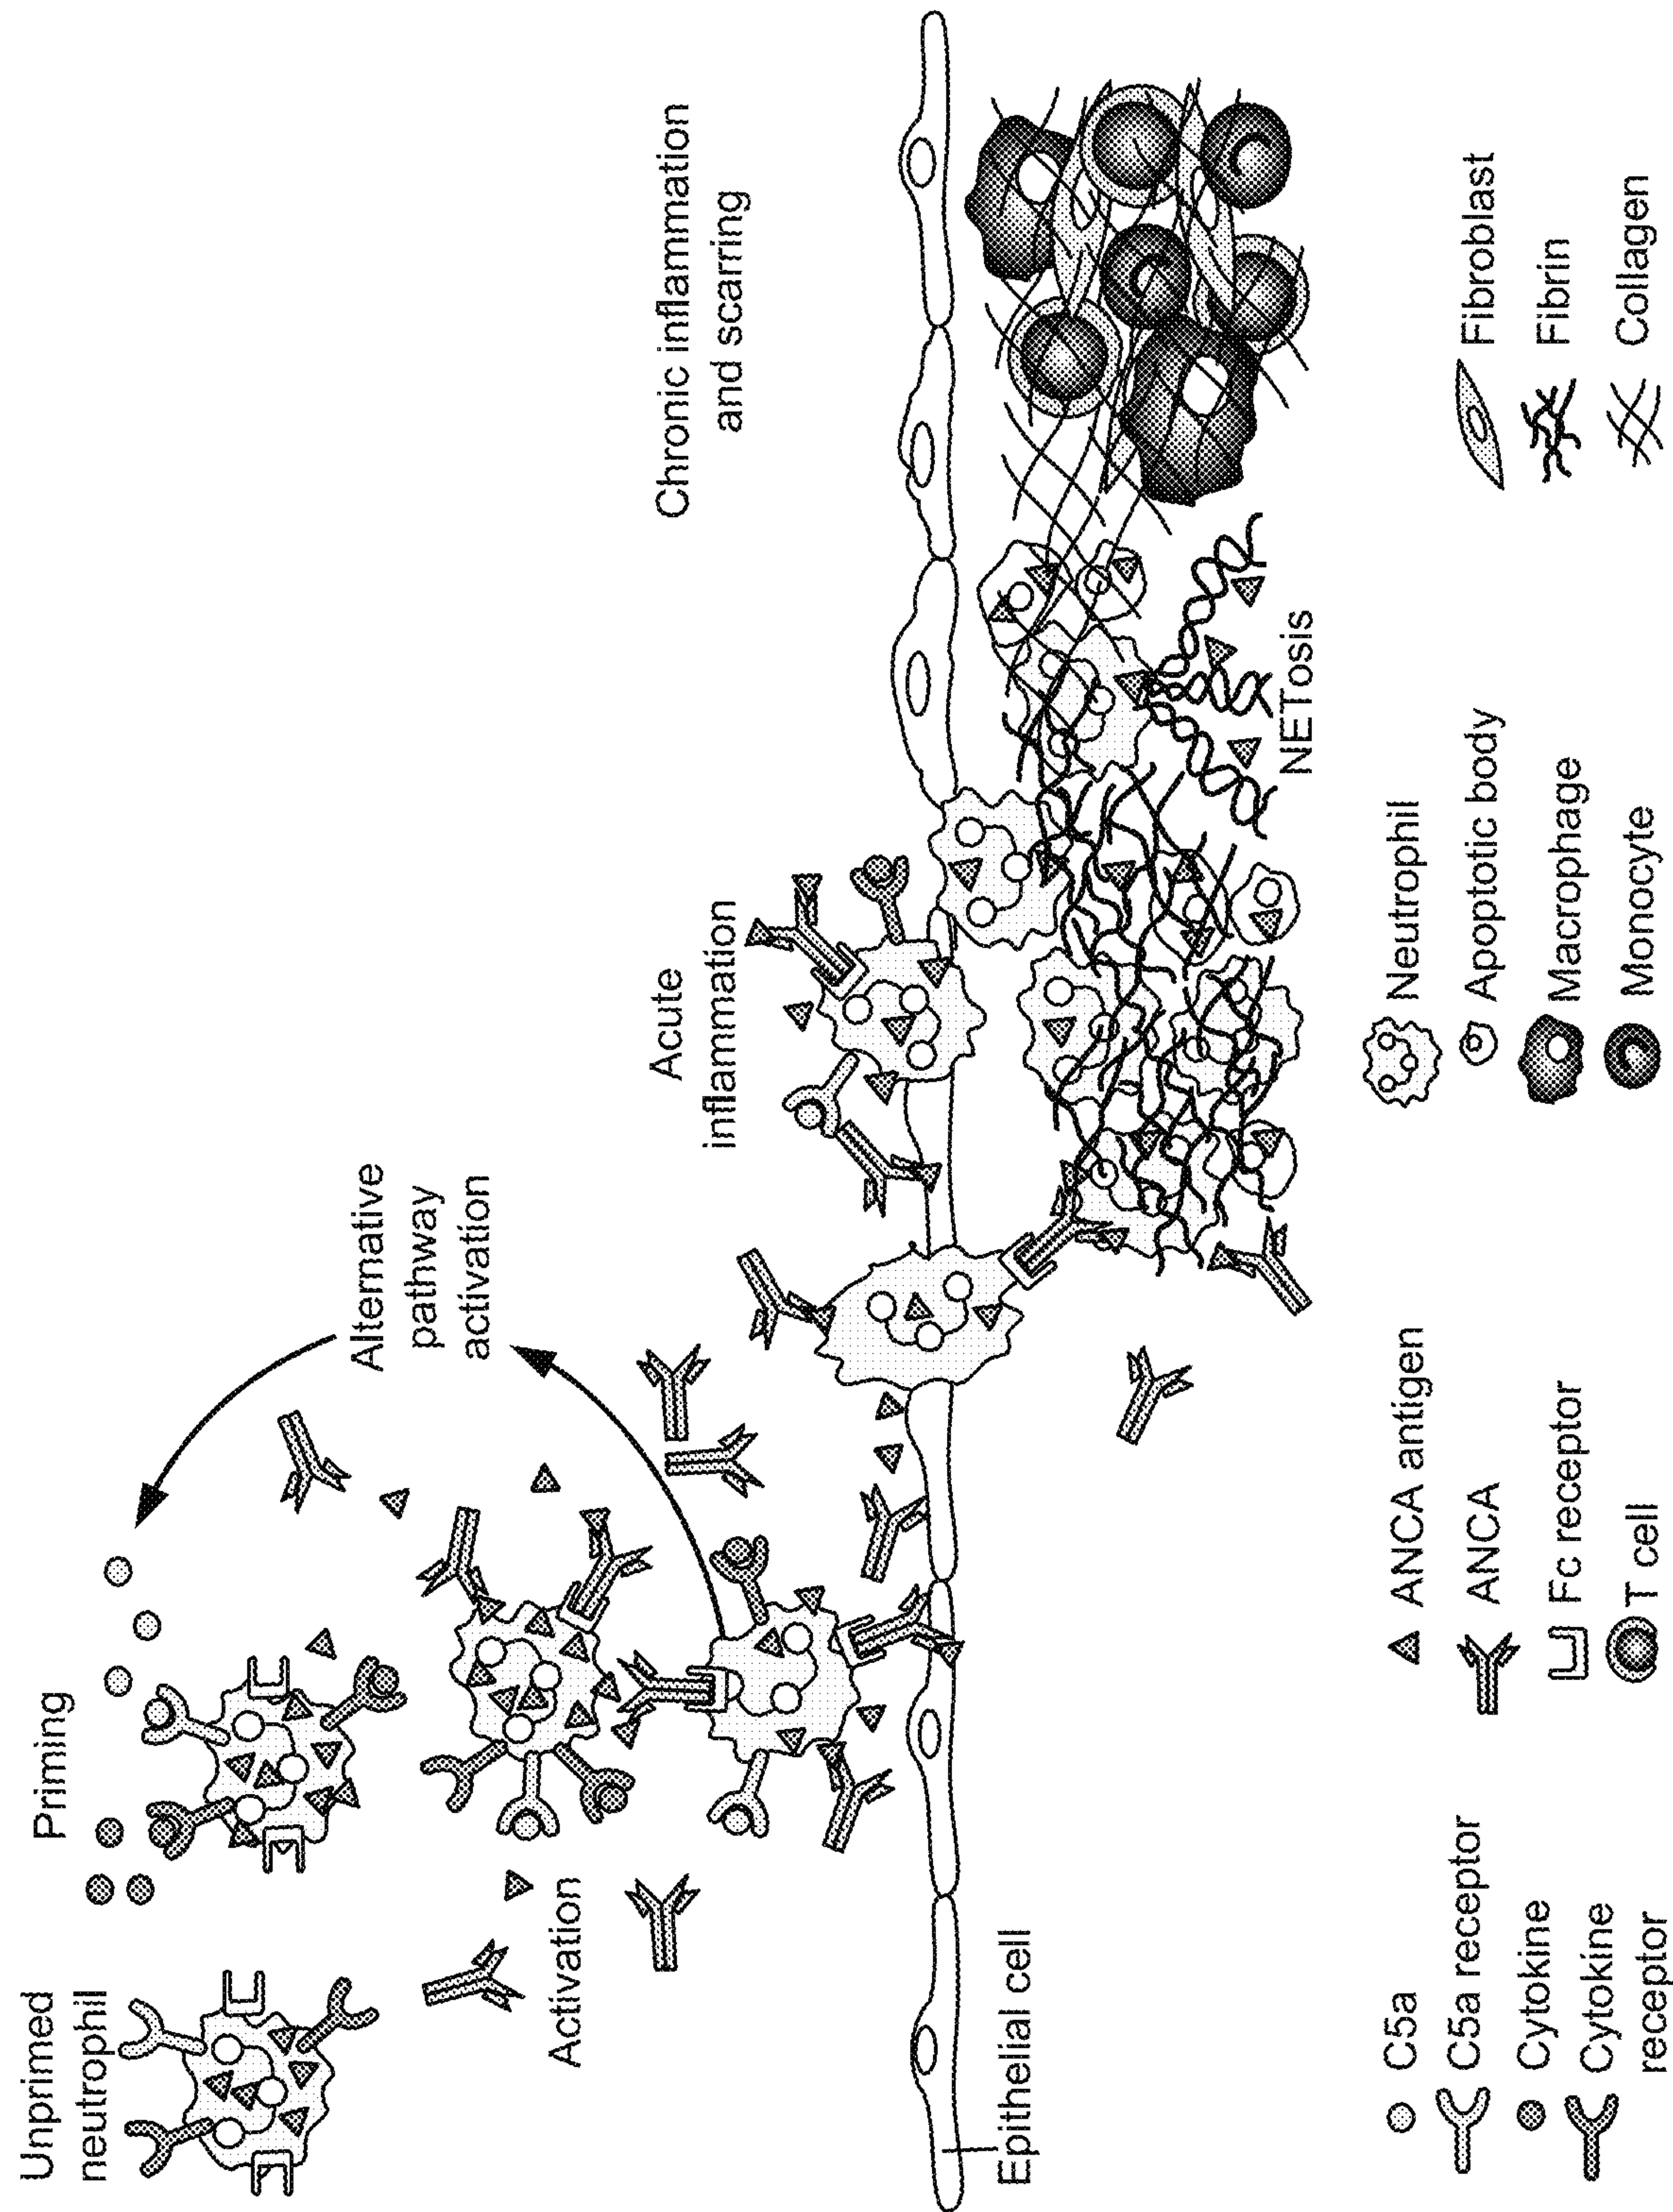 Unprimed
neutrophil
Priming
Alternative
pathway
activation
Activation
Acute
inflammation
Chronic inflammation
and scarring
Epithelial cell
NETosis
C5a
C5a receptor
Cytokine
Cytokine
receptor
ANCA antigen
ANCA
Fc receptor
T cell
Neutrophil
Apoptotic body
Macrophage
Monocyte
Fibroblast
Fibrin
Collagen